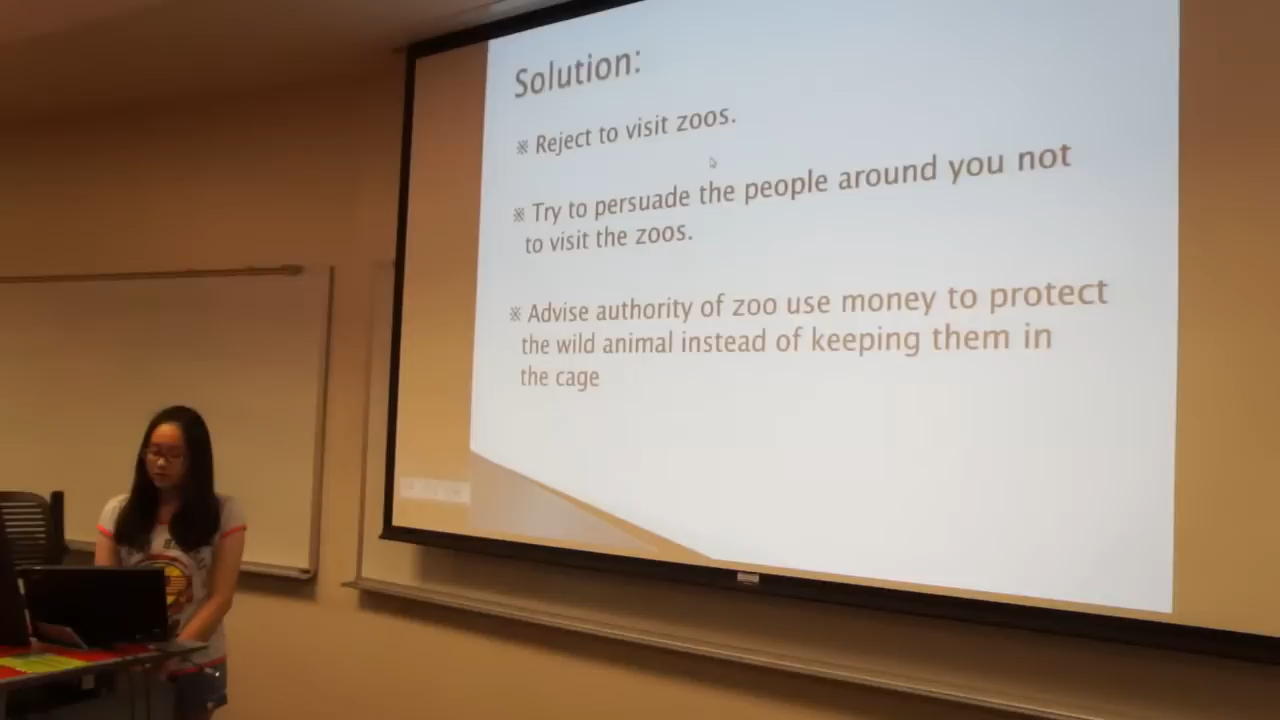 Solution:
※ Reject to visit zoos.
※ Try to persuade the people around you not
to visit the zoos.
※ Advise authority of zoo use money to protect
the wild animal instead of keeping them in
the cage